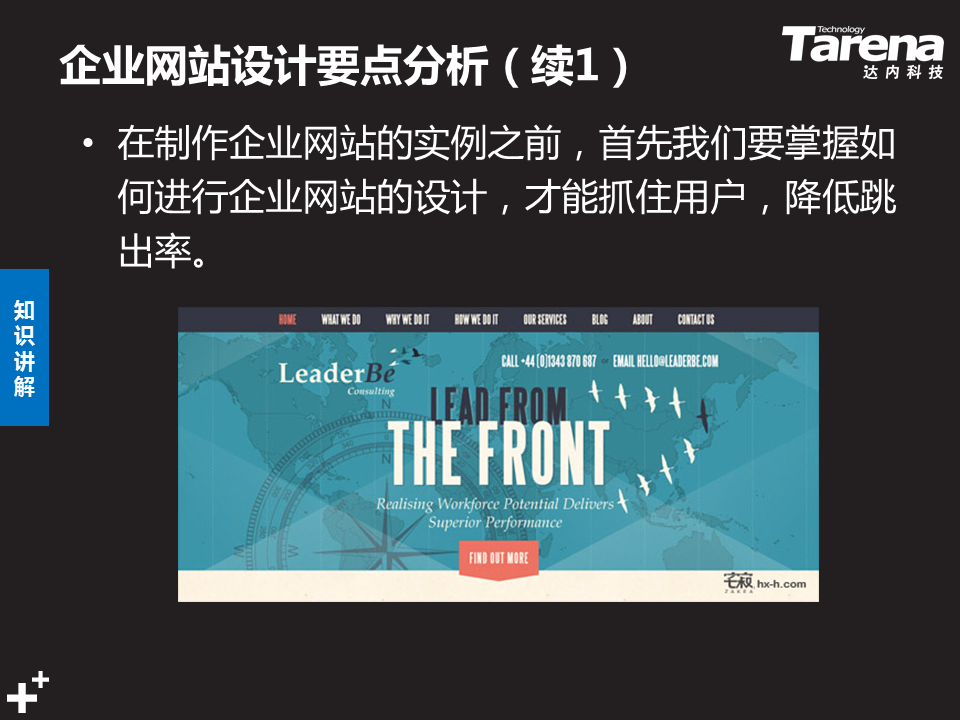 企业网站设计要点分析（续1）
Technology
Tarena
达内科技
• 在制作企业网站的实例之前，首先我们要掌握如
何进行企业网站的设计，才能抓住用户，降低跳
出率。
知
识
讲
解
HOME WHAT WE DO WHY WE DO IT HOW WE DO IT OUR SERVICES BLOG ABOUT CONTACT US
CALL +44 (0)1343 870 687 or EMAIL HELLO@LEADERBE.COM
LeaderBe
Consulting
LEAD FROM
THE FRONT
Realising Workforce Potential Delivers
Superior Performance
FIND OUT MORE
宅寂 hx-h.com
N
N
W